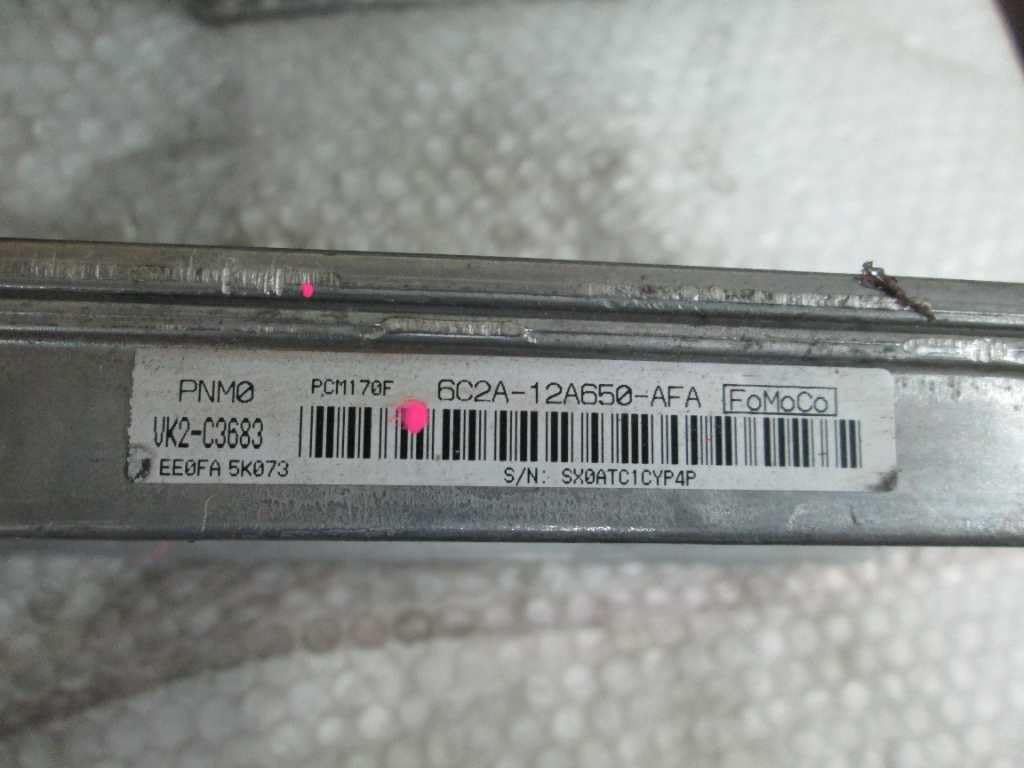 PNM0 PCM170F 6C2A-12A650-AFA FoMoCo
VK2-C3683
EE0FA 5K073 S/N: SX0ATC1CYP4P